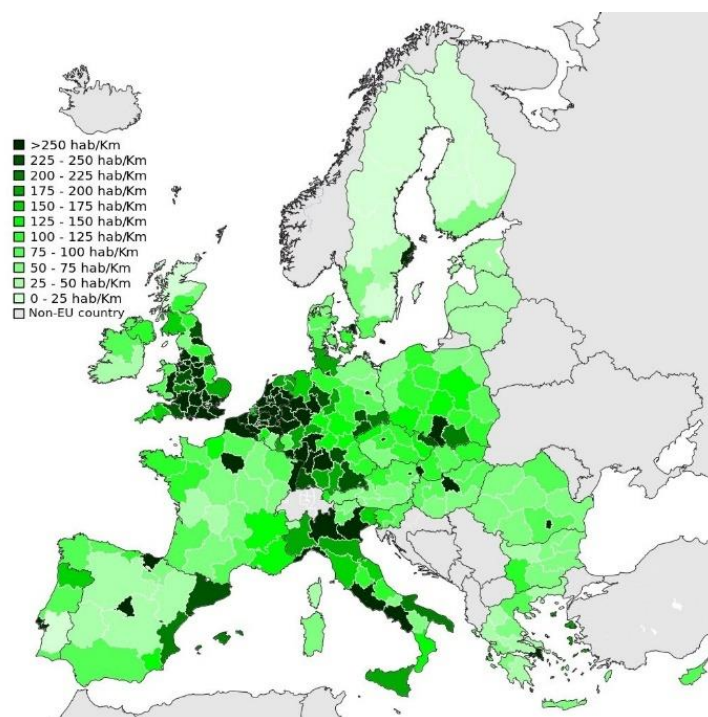 >250 hab/Km
225 - 250 hab/Km
200 - 225 hab/Km
175 - 200 hab/Km
150 - 175 hab/Km
125 - 150 hab/Km
100 - 125 hab/Km
75 - 100 hab/Km
50 - 75 hab/Km
25 - 50 hab/Km
0 - 25 hab/Km
Non-EU country